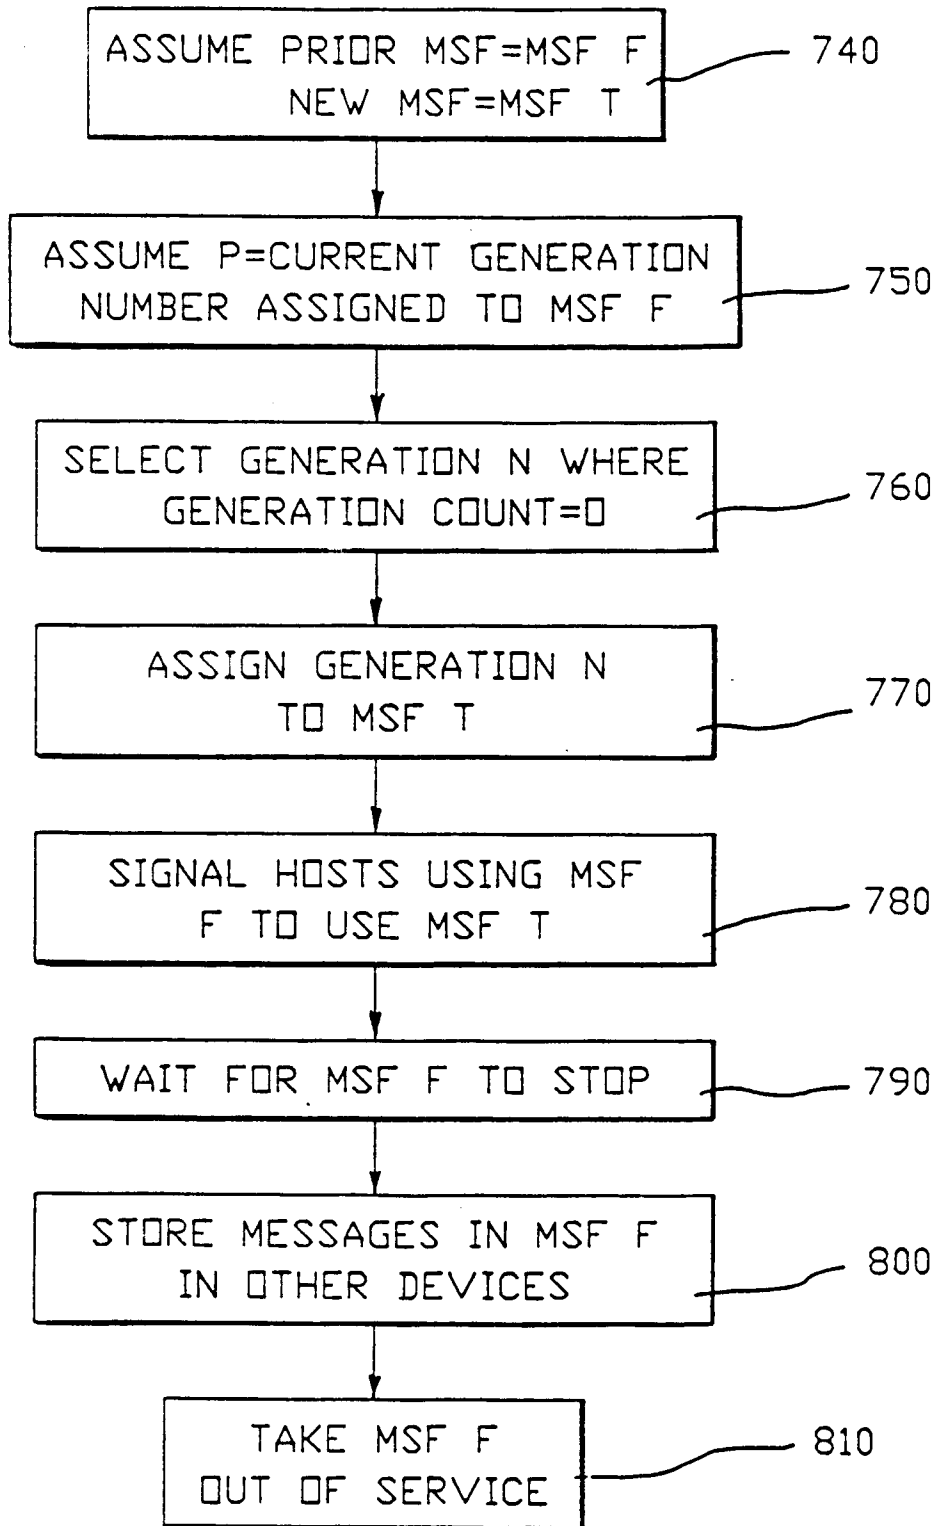 ASSUME PRIOR MSF=MSF F
NEW MSF=MSF T
740
ASSUME P=CURRENT GENERATION
NUMBER ASSIGNED TO MSF F
750
SELECT GENERATION N WHERE
GENERATION COUNT=0
760
ASSIGN GENERATION N
TO MSF T
770
SIGNAL HOSTS USING MSF
F TO USE MSF T
780
WAIT FOR MSF F TO STOP
790
STORE MESSAGES IN MSF F
IN OTHER DEVICES
800
TAKE MSF F
OUT OF SERVICE
810